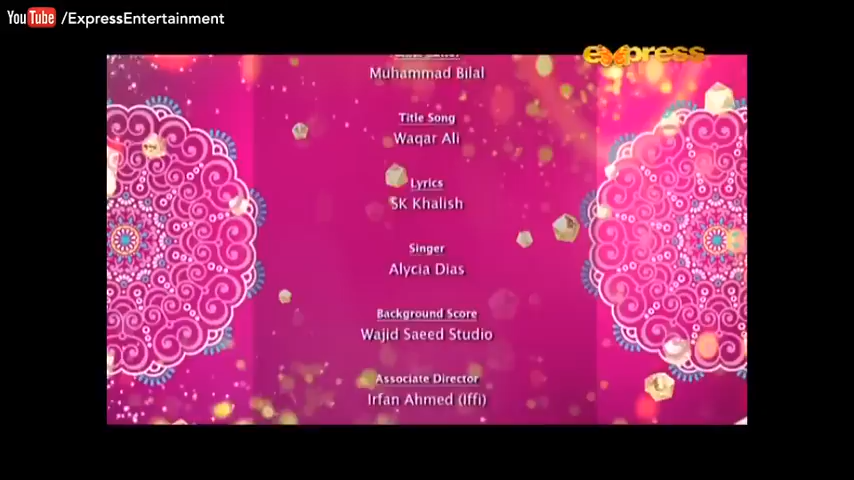 YouTube /ExpressEntertainment
express
Muhammad Bilal
Title Song
Waqar Ali
Lyrics
SK Khalish
Singer
Alycia Dias
Background Score
Wajid Saeed Studio
Associate Director
Irfan Ahmed (Iffi)